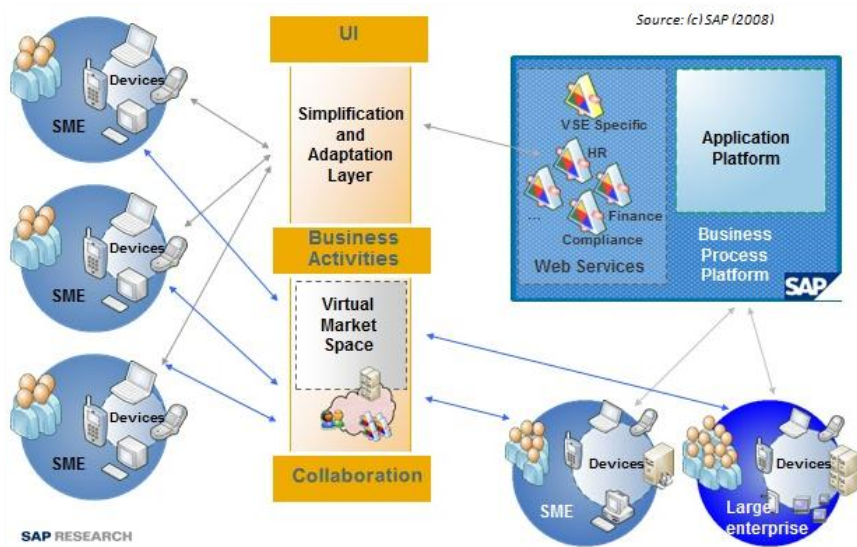 Source: (c) SAP (2008)
UI
Simplification
and
Adaptation
Layer
Business
Activities
Virtual
Market
Space
Collaboration
Devices
SME
Devices
SME
Devices
SME
VSE Specific
HR
...
Finance
Compliance
Web Services
Application
Platform
Business
Process
Platform
SAP
Devices
SME
Devices
Large
enterprise
SAP RESEARCH